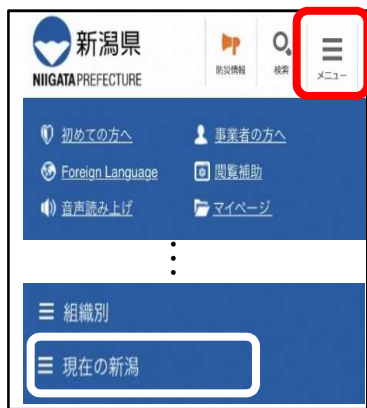 新潟県
NIIGATA PREFECTURE
防災情報
検索
メニュー
初めての方へ
事業者の方へ
Foreign Language
閲覧補助
音声読み上げ
マイページ
組織別
現在の新潟